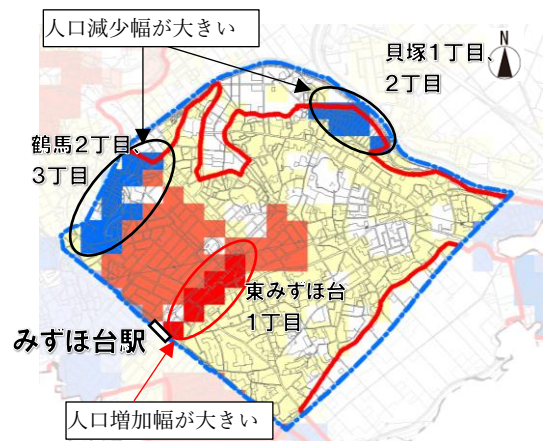 人口減少幅が大きい
貝塚1丁目、
2丁目
N
鶴馬2丁目、
3丁目
東みずほ台
1丁目
みずほ台駅
人口増加幅が大きい